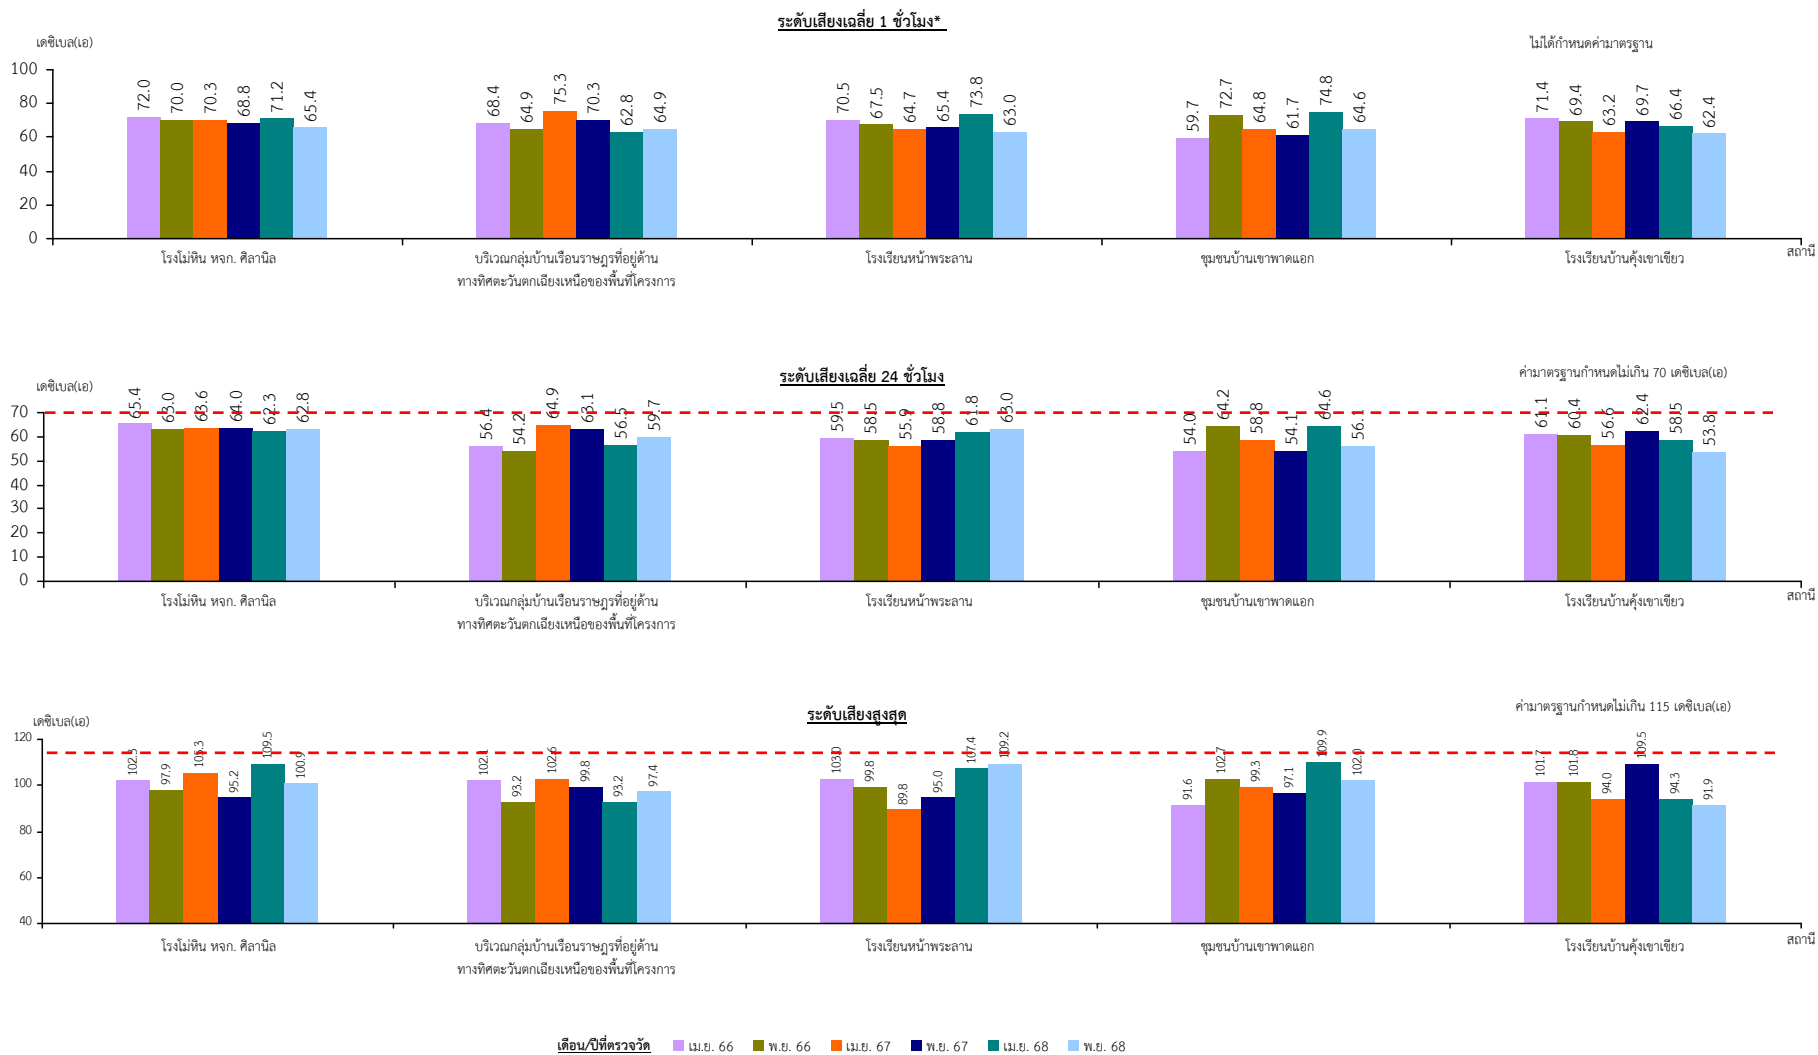 ระดับเสียงเฉลี่ย 1 ชั่วโมง*
เดซิเบล(เอ)
ไม่ได้กำหนดค่ามาตรฐาน
100
80
60
40
20
0
72.0 70.0 70.3 68.8 71.2 65.4
68.4 64.9 75.3 70.3 62.8 64.9
70.5 67.5 64.7 65.4 73.8 63.0
59.7 72.7 64.8 61.7 74.8 64.6
71.4 69.4 63.2 69.7 66.4 62.4
โรงโม่หิน หจก. ศิลานิล
บริเวณกลุ่มบ้านเรือนราษฎรที่อยู่ด้าน
ทางทิศตะวันตกเฉียงเหนือของพื้นที่โครงการ
โรงเรียนหน้าพระลาน
ชุมชนบ้านเขาพาดแอก
โรงเรียนบ้านคุ้งเขาเขียว
สถานี
ระดับเสียงเฉลี่ย 24 ชั่วโมง
เดซิเบล(เอ)
ค่ามาตรฐานกำหนดไม่เกิน 70 เดซิเบล(เอ)
70
60
50
40
30
20
10
0
65.4 63.0 63.6 64.0 62.3 62.8
56.4 54.2 64.9 63.1 56.5 59.7
59.5 58.5 55.9 58.8 61.8 63.0
54.0 64.2 58.8 54.1 64.6 56.1
61.1 60.4 56.6 62.4 58.5 53.8
โรงโม่หิน หจก. ศิลานิล
บริเวณกลุ่มบ้านเรือนราษฎรที่อยู่ด้าน
ทางทิศตะวันตกเฉียงเหนือของพื้นที่โครงการ
โรงเรียนหน้าพระลาน
ชุมชนบ้านเขาพาดแอก
โรงเรียนบ้านคุ้งเขาเขียว
สถานี
ระดับเสียงสูงสุด
เดซิเบล(เอ)
ค่ามาตรฐานกำหนดไม่เกิน 115 เดซิเบล(เอ)
120
100
80
60
40
102.3 97.9 105.3 95.2 109.5 100.9
102.1 93.2 102.6 99.8 93.2 97.4
103.0 99.8 89.8 95.0 107.4 109.2
91.6 102.7 99.3 97.1 109.9 102.0
101.7 101.8 94.0 109.5 94.3 91.9
โรงโม่หิน หจก. ศิลานิล
บริเวณกลุ่มบ้านเรือนราษฎรที่อยู่ด้าน
ทางทิศตะวันตกเฉียงเหนือของพื้นที่โครงการ
โรงเรียนหน้าพระลาน
ชุมชนบ้านเขาพาดแอก
โรงเรียนบ้านคุ้งเขาเขียว
สถานี
เดือน/ปีที่ตรวจวัด เม.ย. 66 พ.ย. 66 เม.ย. 67 พ.ย. 67 เม.ย. 68 พ.ย. 68